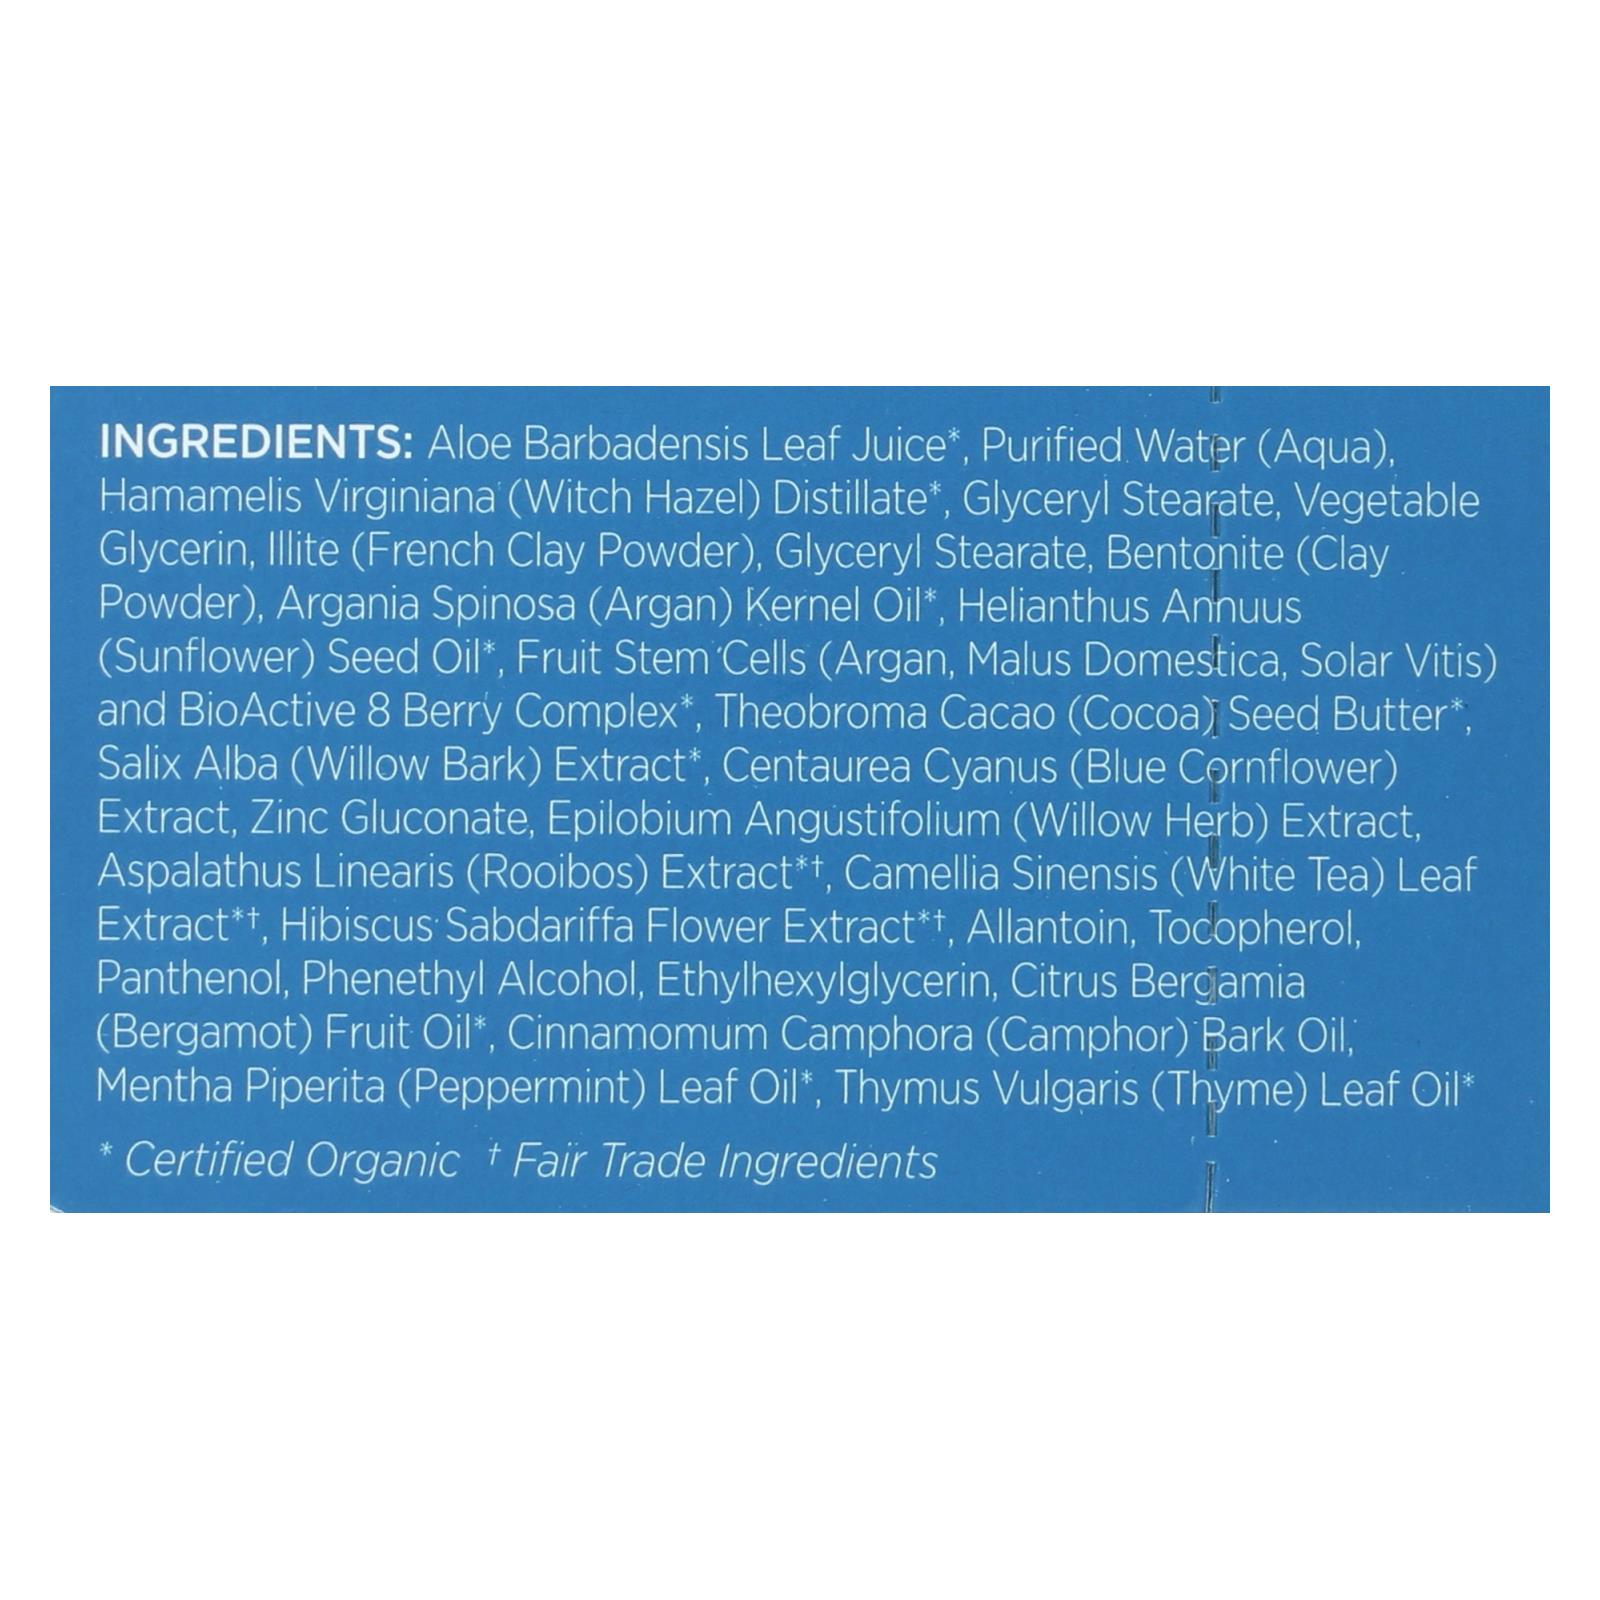 INGREDIENTS: Aloe Barbadensis Leaf Juice*, Purified Water (Aqua),
Hamamelis Virginiana (Witch Hazel) Distillate*, Glyceryl Stearate, Vegetable
Glycerin, Illite (French Clay Powder), Glyceryl Stearate, Bentonite (Clay
Powder), Argania Spinosa (Argan) Kernel Oil*, Helianthus Annuus
(Sunflower) Seed Oil*, Fruit Stem Cells (Argan, Malus Domestica, Solar Vitis)
and BioActive 8 Berry Complex*, Theobroma Cacao (Cocoa) Seed Butter*,
Salix Alba (Willow Bark) Extract*, Centaurea Cyanus (Blue Cornflower)
Extract, Zinc Gluconate, Epilobium Angustifolium (Willow Herb) Extract,
Aspalathus Linearis (Rooibos) Extract*†, Camellia Sinensis (White Tea) Leaf
Extract*†, Hibiscus Sabdariffa Flower Extract*†, Allantoin, Tocopherol,
Panthenol, Phenethyl Alcohol, Ethylhexylglycerin, Citrus Bergamia
(Bergamot) Fruit Oil*, Cinnamomum Camphora (Camphor) Bark Oil,
Mentha Piperita (Peppermint) Leaf Oil*, Thymus Vulgaris (Thyme) Leaf Oil*
* Certified Organic † Fair Trade Ingredients